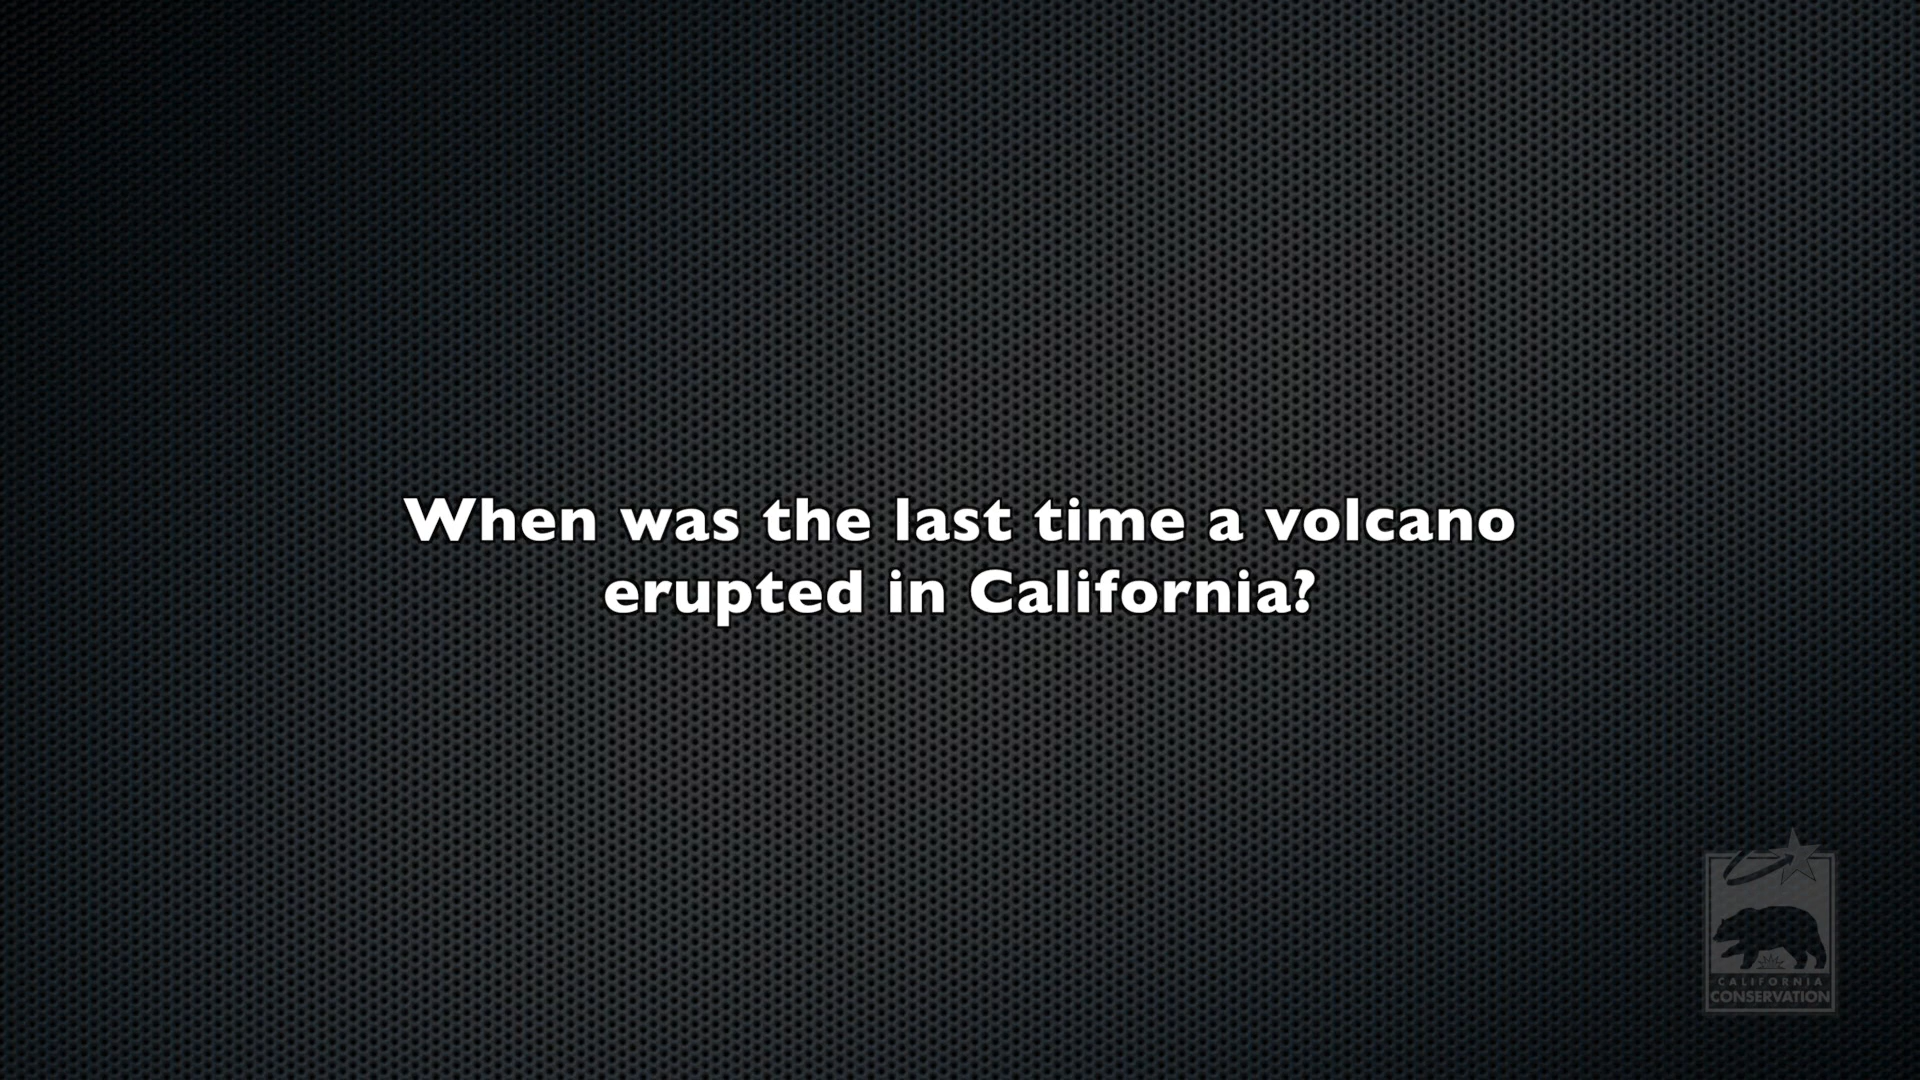 When was the last time a volcano
erupted in California?
CALIFORNIA
CONSERVATION